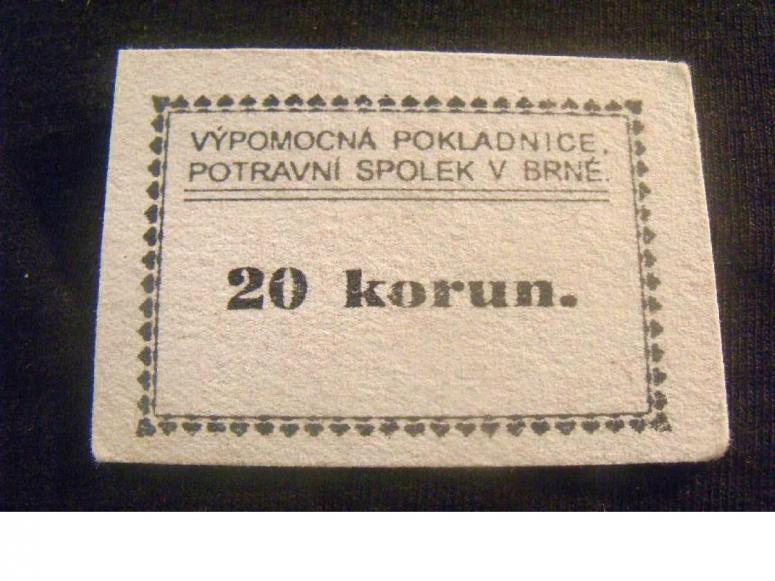 VÝPOMOCNÁ POKLADNICE,
POTRAVNÍ SPOLEK V BRNĚ.
20 korun.